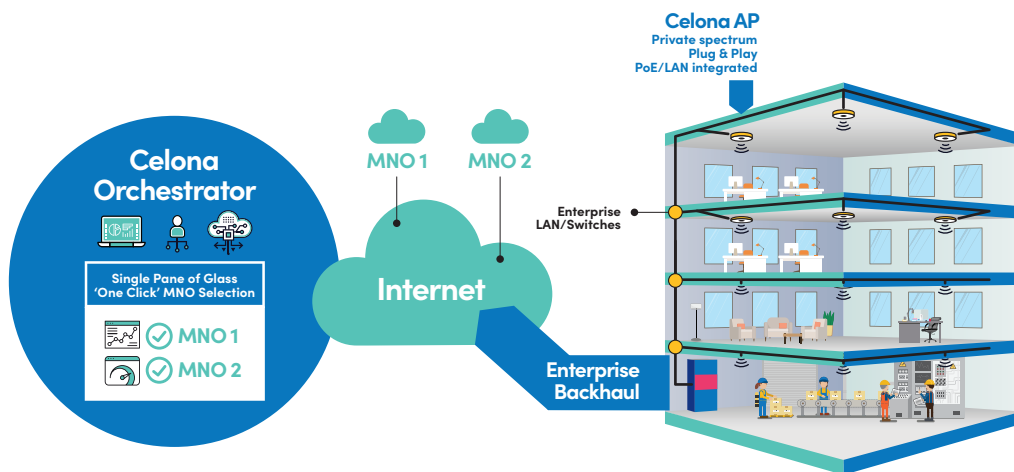 Celona AP
Private spectrum
Plug & Play
PoE/LAN integrated
Celona
Orchestrator
Single Pane of Glass
‘One Click’ MNO Selection
MNO 1
MNO 2
MNO 1
MNO 2
Internet
Enterprise
LAN/Switches
Enterprise
Backhaul